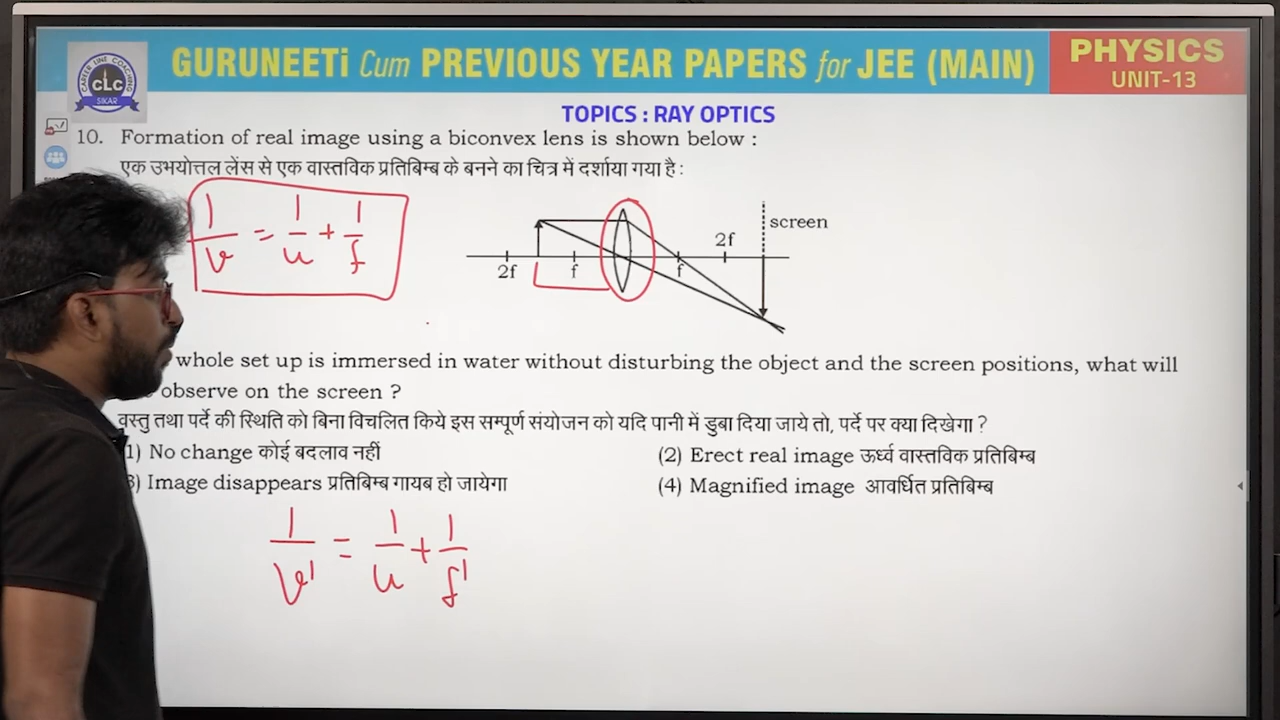 GURUNEETi Cum PREVIOUS YEAR PAPERS for JEE (MAIN)
PHYSICS
UNIT-13
CAREER LINE COACHING
CLC
SIKAR
TOPICS : RAY OPTICS
10. Formation of real image using a biconvex lens is shown below :
एक उभयोत्तल लेंस से एक वास्तविक प्रतिबिम्ब के बनने का चित्र में दर्शाया गया है :
1/v = 1/u + 1/f
screen
2f
2f f f
whole set up is immersed in water without disturbing the object and the screen positions, what will
observe on the screen ?
वस्तु तथा पर्दे की स्थिति को बिना विचलित किये इस सम्पूर्ण संयोजन को यदि पानी में डुबा दिया जाये तो, पर्दे पर क्या दिखेगा ?
1) No change कोई बदलाव नहीं (2) Erect real image ऊर्ध्व वास्तविक प्रतिबिम्ब
3) Image disappears प्रतिबिम्ब गायब हो जायेगा (4) Magnified image आवर्धित प्रतिबिम्ब
1/v' = 1/u + 1/f'